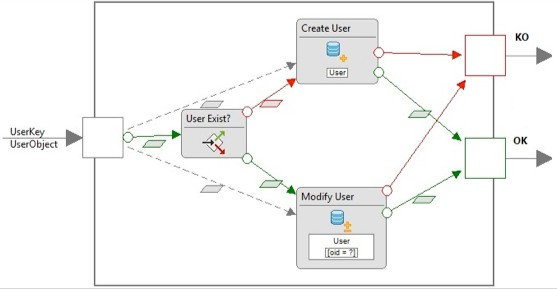 Create User
User
KO
User Exist?
UserKey
UserObject
OK
Modify User
User
[oid = ?]